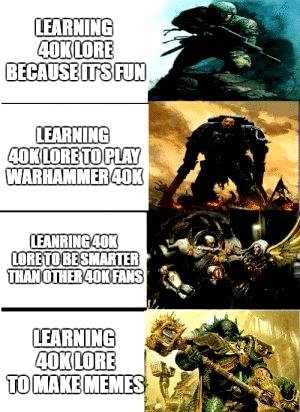 LEARNING
40K LORE
BECAUSE IT'S FUN
LEARNING
40K LORE TO PLAY
WARHAMMER 40K
LEANRING 40K
LORE TO BE SMARTER
THAN OTHER 40K FANS
LEARNING
40K LORE
TO MAKE MEMES